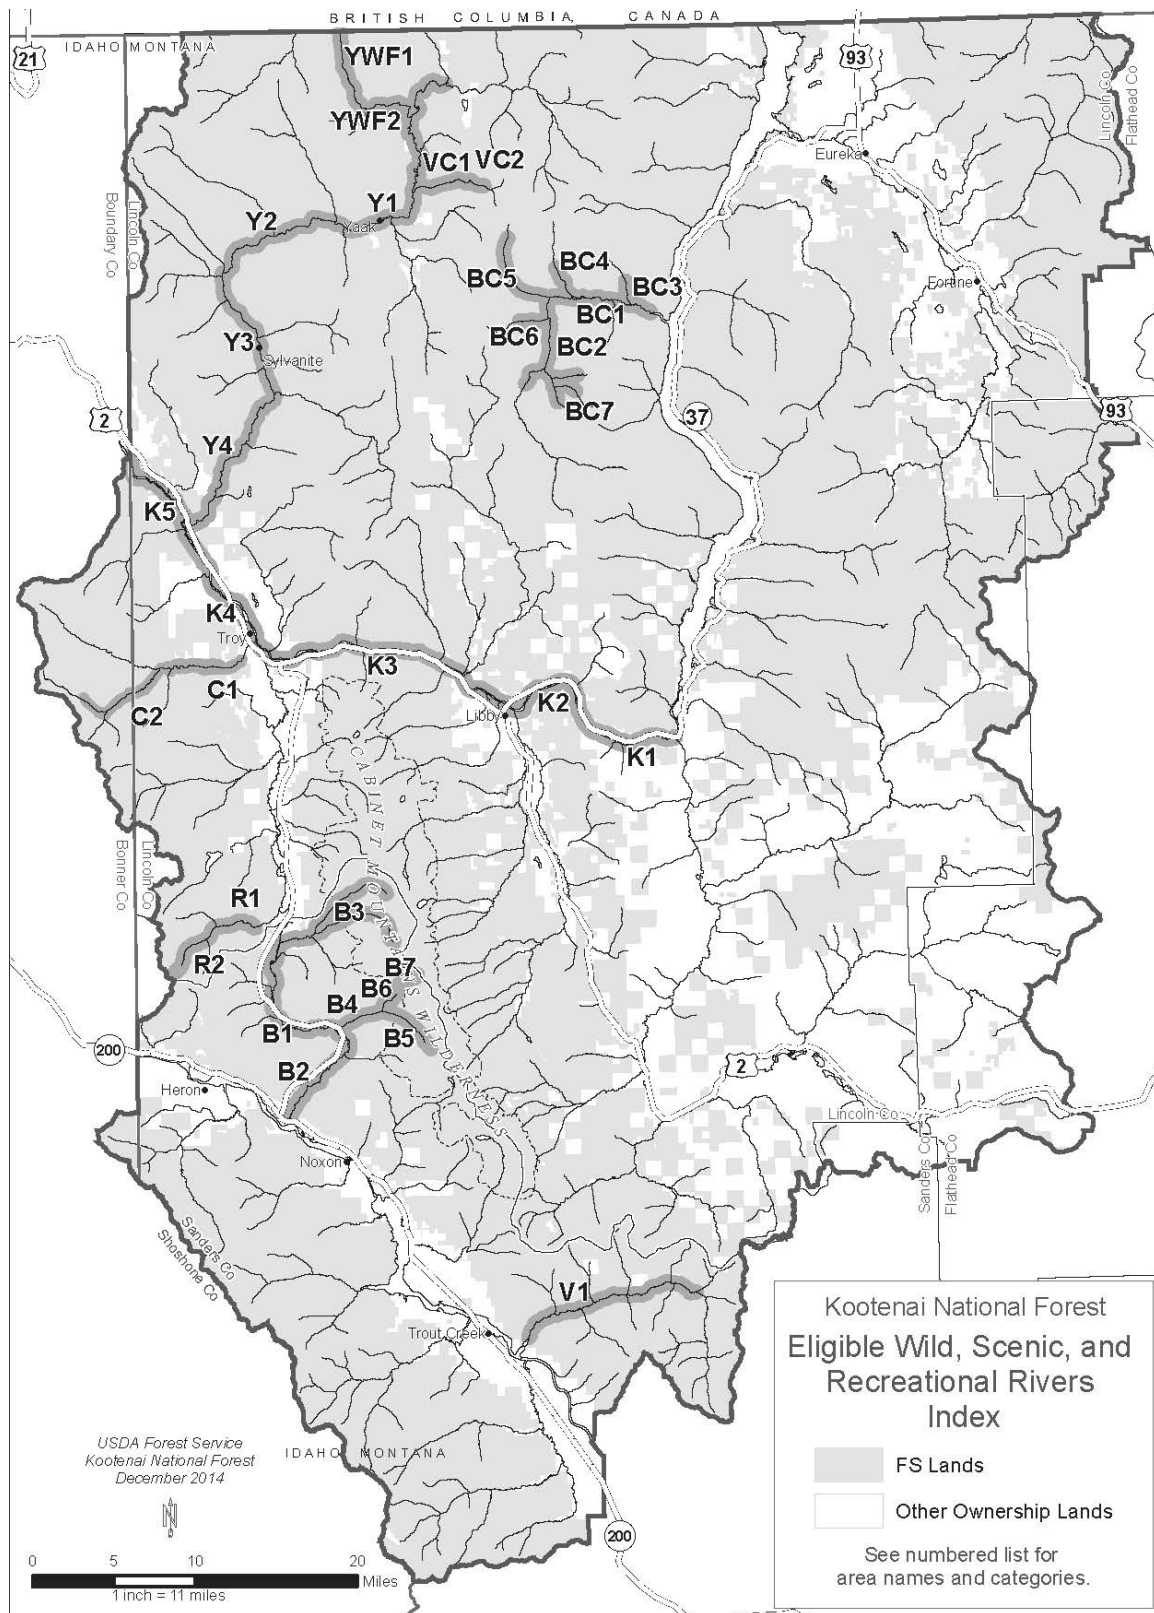 BRITISH COLUMBIA, CANADA
IDAHO MONTANA
21
93
YWF1
Lincoln Co
Flathead Co
YWF2
Eureka
VC1 VC2
Y1
Yaak
Y2
Boundary Co
Lincoln Co
BC4
BC5
BC3
Fortine
BC1
BC6
BC2
Y3
Sylvanite
BC7
37
93
2
Y4
K5
K4
Troy
K3
C1
C2
K2
Libby
K1
CABINET MOUNTAINS WILDERNESS
Bonner Co
Lincoln Co
R1
B3
R2
B7
B6
B4
B1
B5
200
B2
2
Heron
Lincoln Co
Noxon
Sanders Co
Flathead Co
Sanders Co
Shoshone Co
V1
Trout Creek
Kootenai National Forest
Eligible Wild, Scenic, and
Recreational Rivers
Index
FS Lands
Other Ownership Lands
See numbered list for
area names and categories.
USDA Forest Service
Kootenai National Forest
December 2014
IDAHO MONTANA
N
200
0 5 10 20
Miles
1 inch = 11 miles